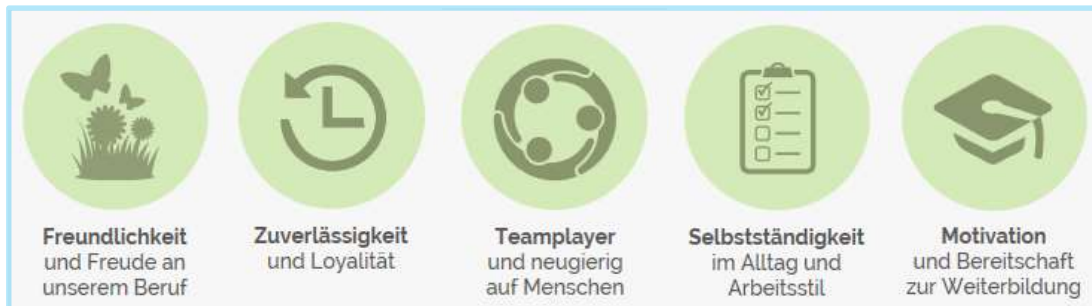 Freundlichkeit
und Freude an
unserem Beruf
Zuverlässigkeit
und Loyalität
Teamplayer
und neugierig
auf Menschen
Selbstständigkeit
im Alltag und
Arbeitsstil
Motivation
und Bereitschaft
zur Weiterbildung